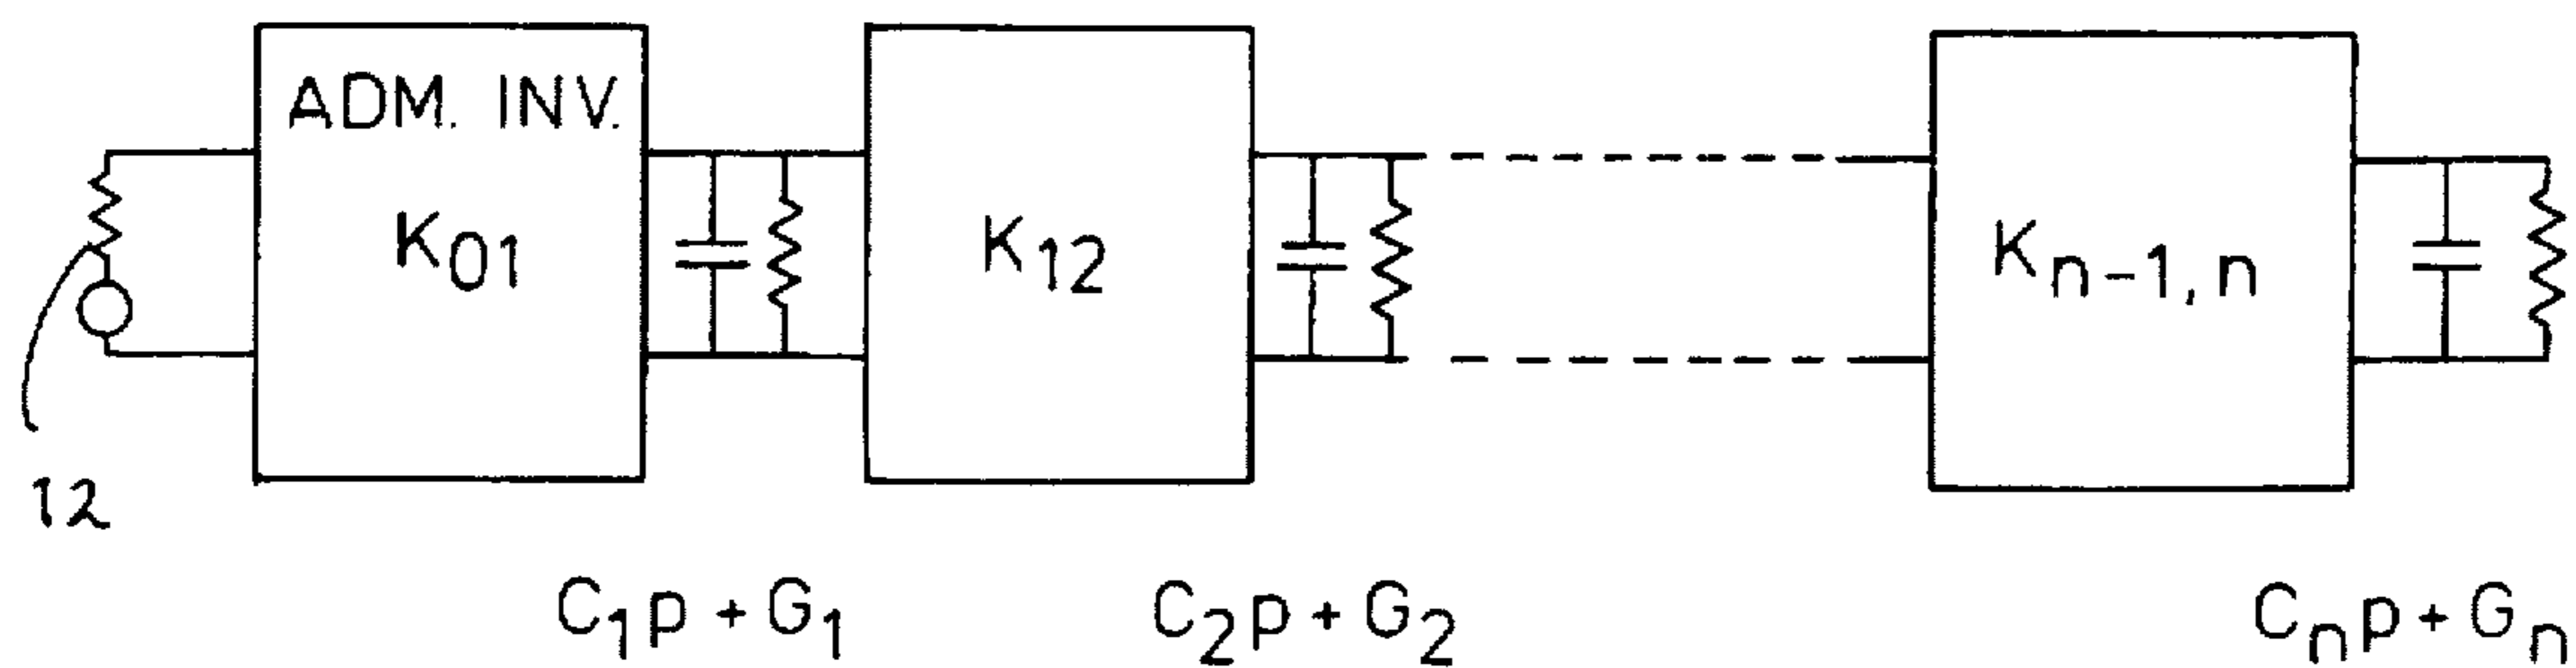 ADM. INV.
K₀₁
K₁₂
Kₙ₋₁,ₙ
12
C₁p + G₁
C₂p + G₂
Cₙp + Gₙ